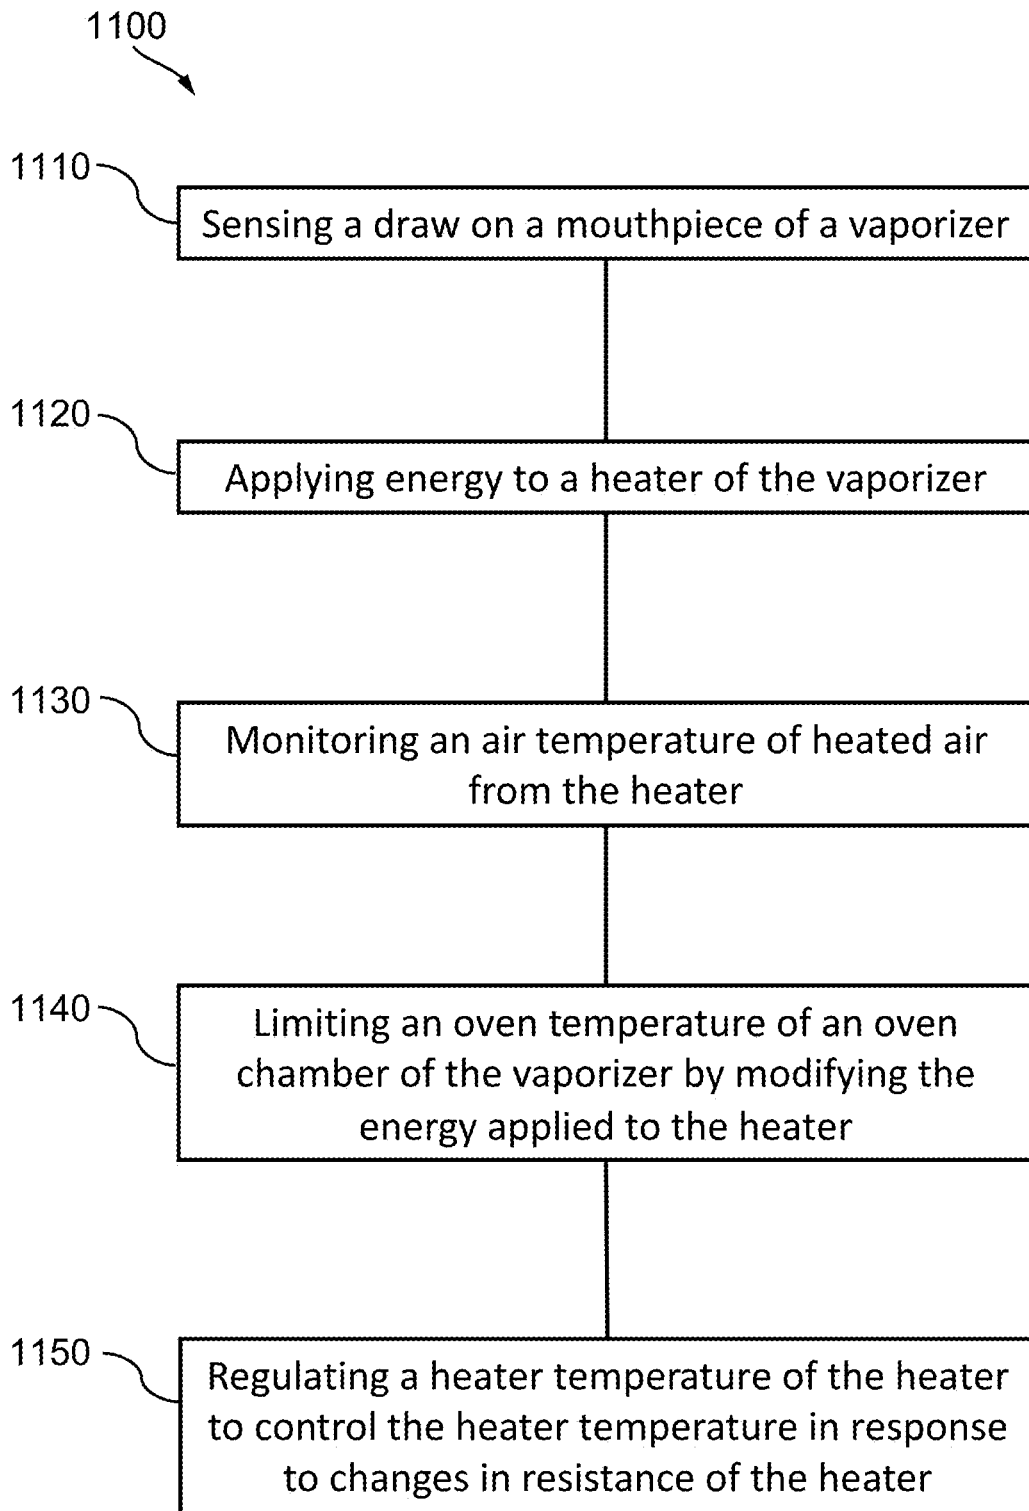 1100
1110
Sensing a draw on a mouthpiece of a vaporizer
1120
Applying energy to a heater of the vaporizer
1130
Monitoring an air temperature of heated air
from the heater
1140
Limiting an oven temperature of an oven
chamber of the vaporizer by modifying the
energy applied to the heater
1150
Regulating a heater temperature of the heater
to control the heater temperature in response
to changes in resistance of the heater